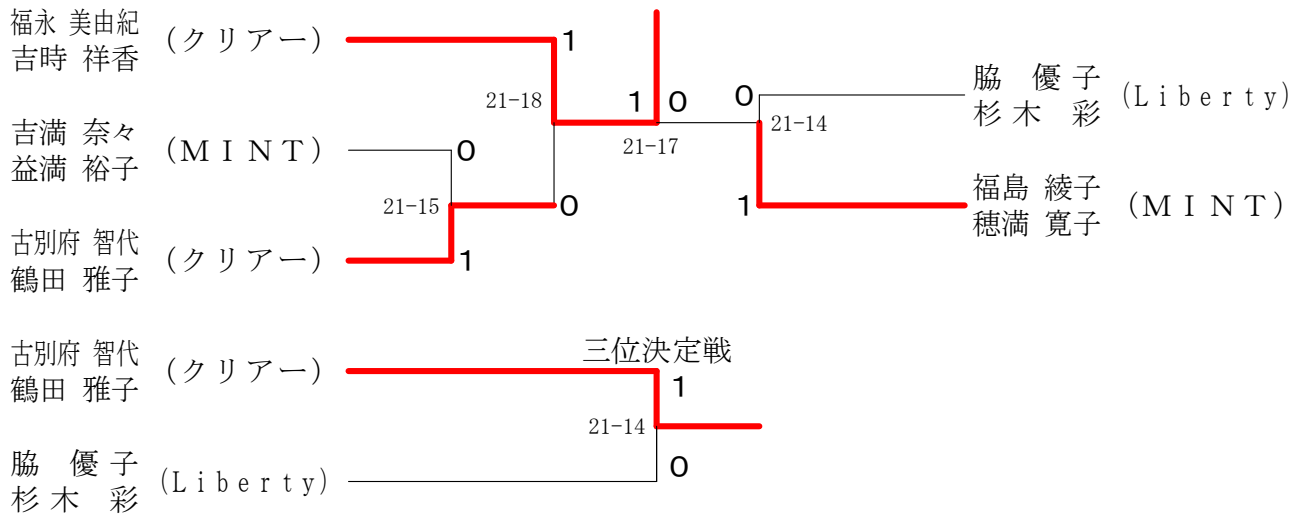 福永 美由紀
吉時 祥香
(クリアー)
1
21-18
1
0
21-17
吉満 奈々
益満 裕子
(MINT)
0
21-15
0
古別府 智代
鶴田 雅子
(クリアー)
1
0
脇 優子
杉木 彩
(Liberty)
21-14
1
福島 綾子
穂満 寛子
(MINT)
三位決定戦
古別府 智代
鶴田 雅子
(クリアー)
1
21-14
0
脇 優子
杉木 彩
(Liberty)